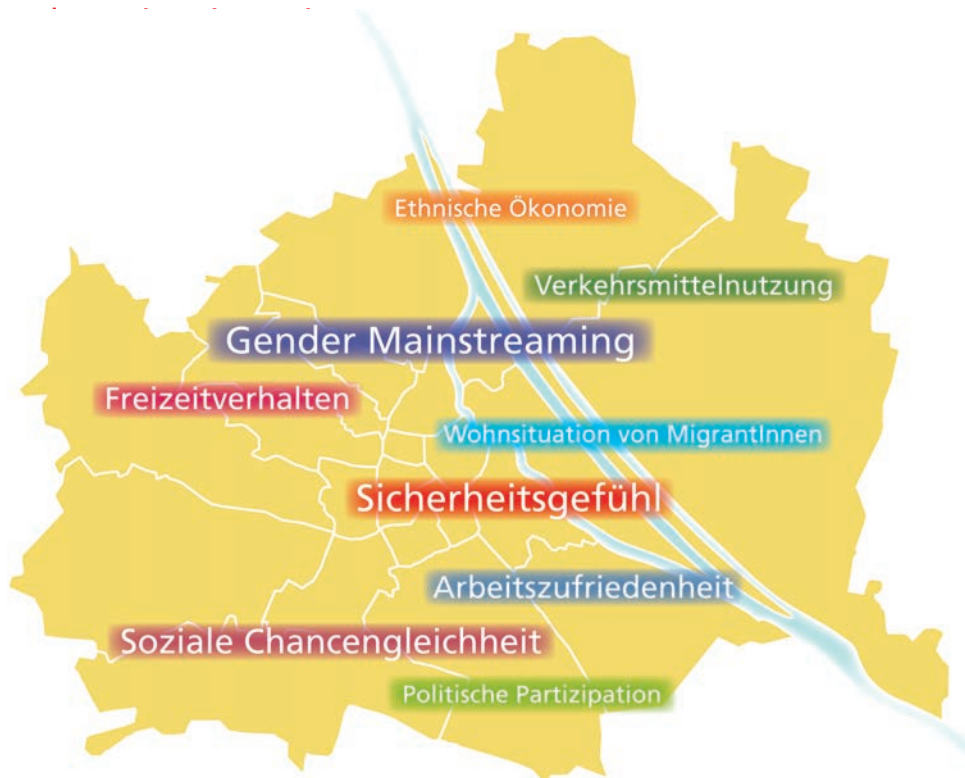 Ethnische Ökonomie
Verkehrsmittelnutzung
Gender Mainstreaming
Freizeitverhalten
Wohnsituation von MigrantInnen
Sicherheitsgefühl
Arbeitszufriedenheit
Soziale Chancengleichheit
Politische Partizipation